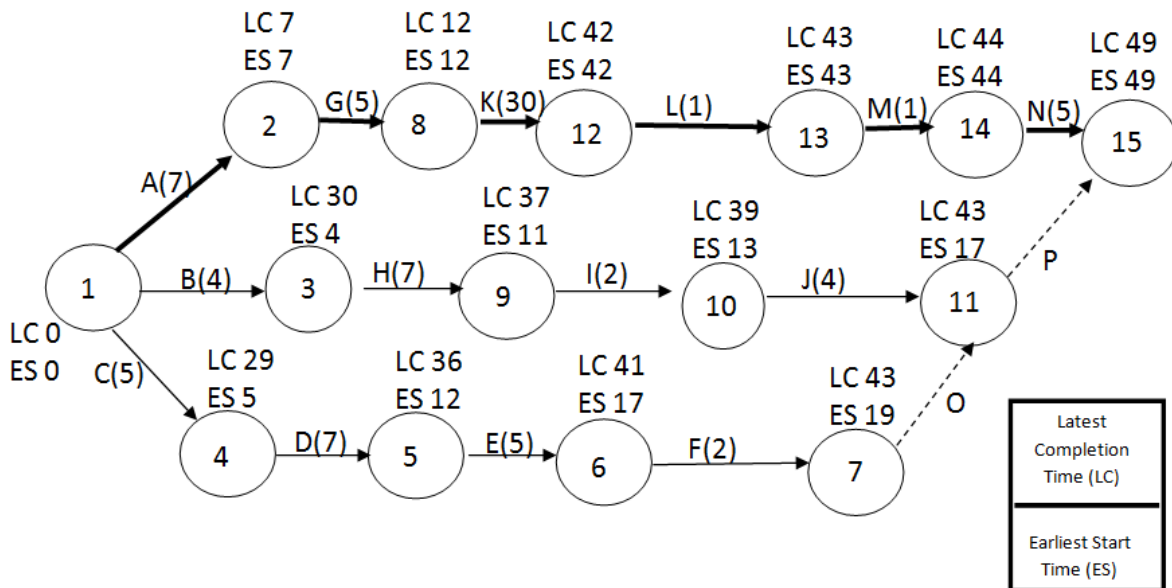 LC 7
ES 7
LC 12
ES 12
LC 42
ES 42
LC 43
ES 43
LC 44
ES 44
LC 49
ES 49
2
G(5)
8
K(30)
12
L(1)
13
M(1)
14
N(5)
15
A(7)
LC 30
ES 4
LC 37
ES 11
LC 39
ES 13
LC 43
ES 17
1
B(4)
3
H(7)
9
I(2)
10
J(4)
11
P
LC 0
ES 0
C(5)
LC 29
ES 5
LC 36
ES 12
LC 41
ES 17
LC 43
ES 19
O
4
D(7)
5
E(5)
6
F(2)
7
Latest
Completion
Time (LC)
Earliest Start
Time (ES)